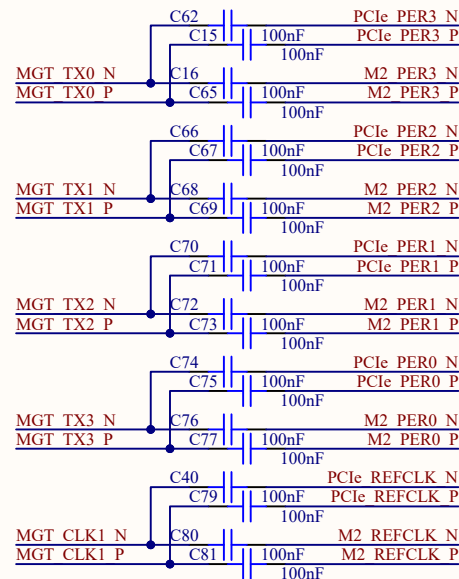 C62 PCIe_PER3_N
C15 100nF PCIe_PER3_P
100nF
MGT_TX0_N C16 M2_PER3_N
MGT_TX0_P C65 100nF M2_PER3_P
100nF
C66 PCIe_PER2_N
C67 100nF PCIe_PER2_P
100nF
MGT_TX1_N C68 M2_PER2_N
MGT_TX1_P C69 100nF M2_PER2_P
100nF
C70 PCIe_PER1_N
C71 100nF PCIe_PER1_P
100nF
MGT_TX2_N C72 M2_PER1_N
MGT_TX2_P C73 100nF M2_PER1_P
100nF
C74 PCIe_PER0_N
C75 100nF PCIe_PER0_P
100nF
MGT_TX3_N C76 M2_PER0_N
MGT_TX3_P C77 100nF M2_PER0_P
100nF
C40 PCIe_REFCLK_N
C79 100nF PCIe_REFCLK_P
100nF
MGT_CLK1_N C80 M2_REFCLK_N
MGT_CLK1_P C81 100nF M2_REFCLK_P
100nF